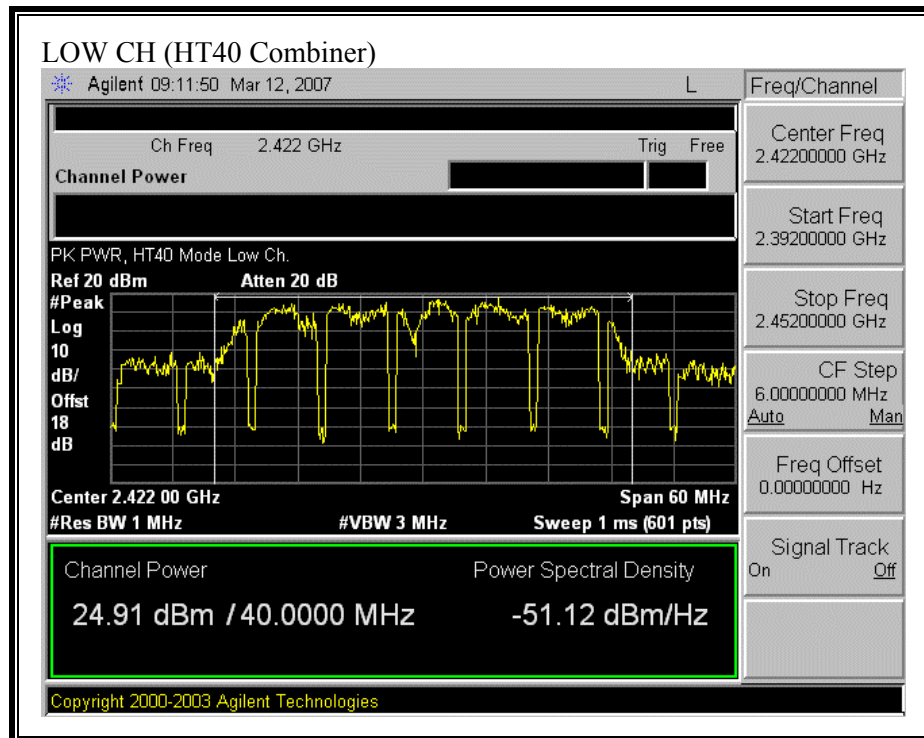 LOW CH (HT40 Combiner)
Agilent 09:11:50 Mar 12, 2007 L Freq/Channel
Ch Freq 2.422 GHz Trig Free
Channel Power
PK PWR, HT40 Mode Low Ch.
Ref 20 dBm Atten 20 dB
#Peak
Log
10
dB/
Offst
18
dB
Center 2.422 00 GHz Span 60 MHz
#Res BW 1 MHz #VBW 3 MHz Sweep 1 ms (601 pts)
Channel Power Power Spectral Density
24.91 dBm / 40.0000 MHz -51.12 dBm/Hz
Copyright 2000-2003 Agilent Technologies
Center Freq
2.42200000 GHz
Start Freq
2.39200000 GHz
Stop Freq
2.45200000 GHz
CF Step
6.00000000 MHz
Auto Man
Freq Offset
0.00000000 Hz
Signal Track
On Off